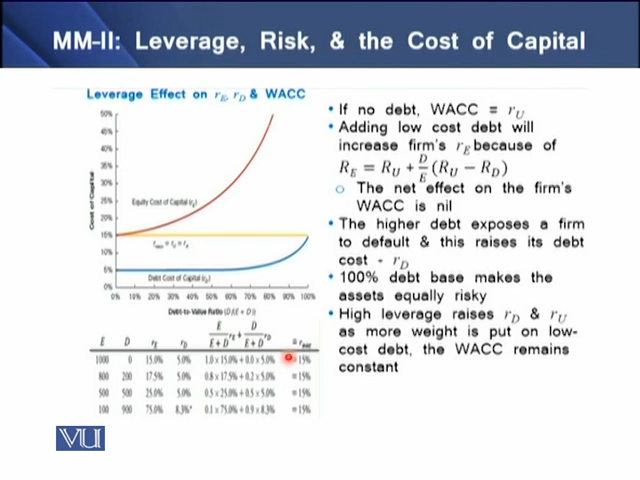 MM-II: Leverage, Risk, & the Cost of Capital
Leverage Effect on r_E, r_D & WACC
50%
45%
40%
35%
30%
25%
20%
15%
10%
5%
0%
Cost of Capital
Equity Cost of Capital (r_E)
Debt Cost of Capital (r_D)
0% 10% 20% 30% 40% 50% 60% 70% 80% 90% 100%
Debt-to-Value Ratio (D/(E + D))
E D r_E r_D E/(E+D) r_E + D/(E+D) r_D = r_wacc
1000 0 15.0% 5.0% 1.0 x 15.0% + 0.0 x 5.0% = 15%
800 200 17.5% 5.0% 0.8 x 17.5% + 0.2 x 5.0% = 15%
500 500 25.0% 5.0% 0.5 x 25.0% + 0.5 x 5.0% = 15%
100 900 75.0% 8.3%* 0.1 x 75.0% + 0.9 x 8.3% = 15%
• If no debt, WACC = r_U
• Adding low cost debt will
increase firm's r_E because of
R_E = R_U + D/E (R_U − R_D)
o The net effect on the firm's
WACC is nil
• The higher debt exposes a firm
to default & this raises its debt
cost - r_D
• 100% debt base makes the
assets equally risky
• High leverage raises r_D & r_U
as more weight is put on low-
cost debt, the WACC remains
constant
VU